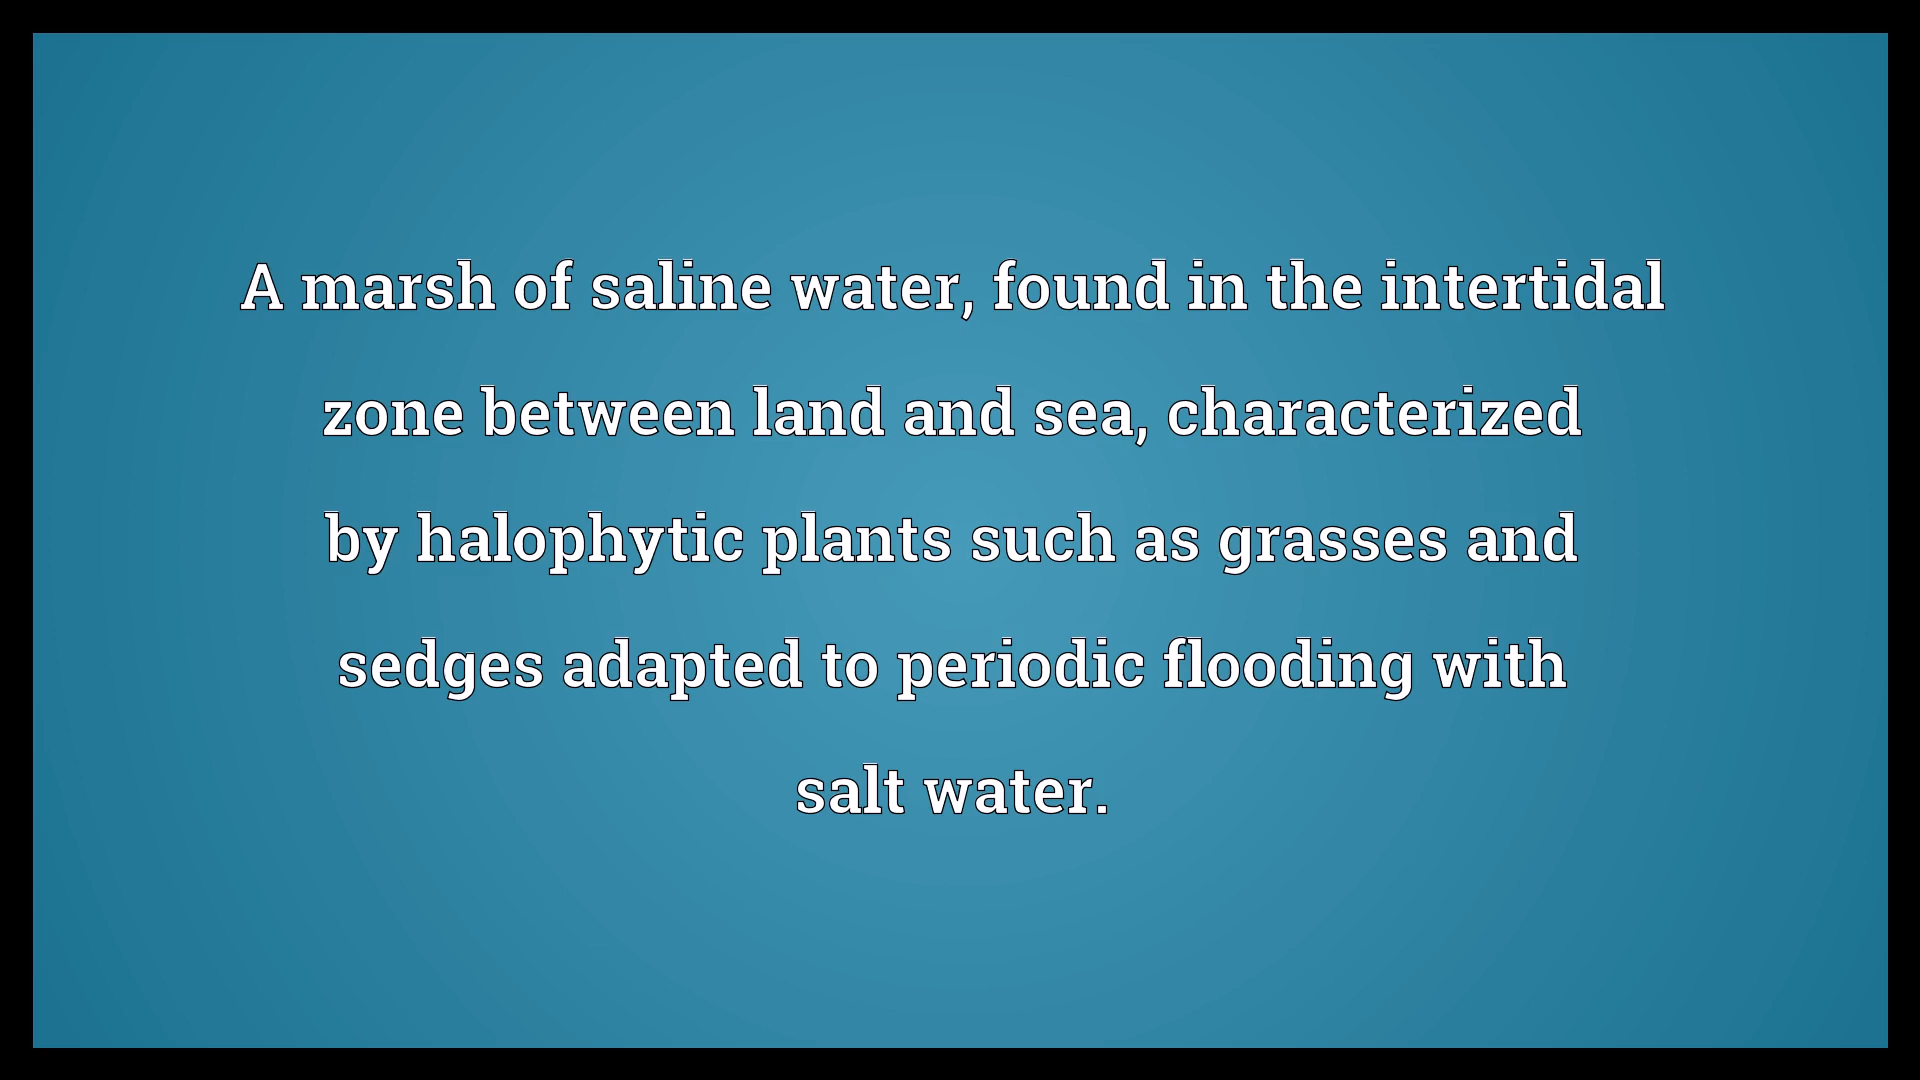 A marsh of saline water, found in the intertidal
zone between land and sea, characterized
by halophytic plants such as grasses and
sedges adapted to periodic flooding with
salt water.